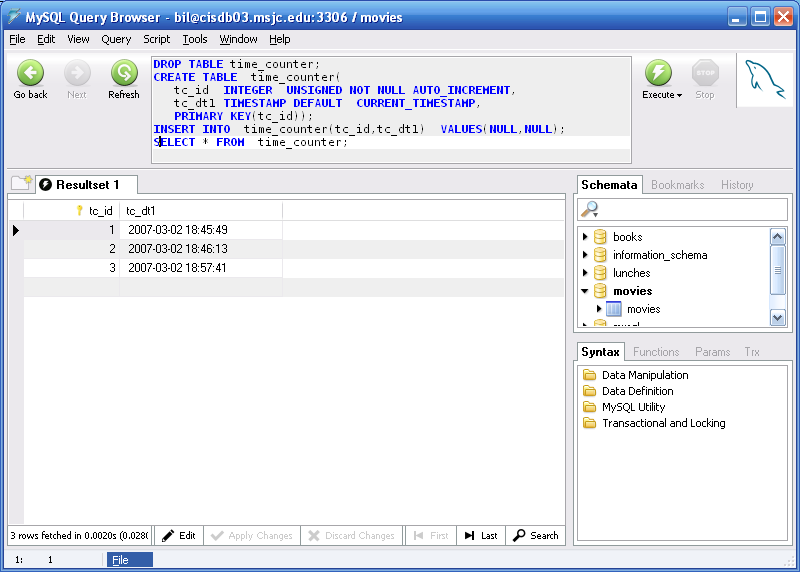 MySQL Query Browser - bil@cisdb03.msjc.edu:3306 / movies
File Edit View Query Script Tools Window Help
Go back Next Refresh
DROP TABLE time_counter;
CREATE TABLE time_counter(
tc_id INTEGER UNSIGNED NOT NULL AUTO_INCREMENT,
tc_dt1 TIMESTAMP DEFAULT CURRENT_TIMESTAMP,
PRIMARY KEY(tc_id));
INSERT INTO time_counter(tc_id,tc_dt1) VALUES(NULL,NULL);
SELECT * FROM time_counter;
Execute STOP Stop
Resultset 1
tc_id tc_dt1
1 2007-03-02 18:45:49
2 2007-03-02 18:46:13
3 2007-03-02 18:57:41
Schemata Bookmarks History
books
information_schema
lunches
movies
movies
Syntax Functions Params Trx
Data Manipulation
Data Definition
MySQL Utility
Transactional and Locking
3 rows fetched in 0.0020s (0.0280 Edit Apply Changes Discard Changes First Last Search
1: 1 File